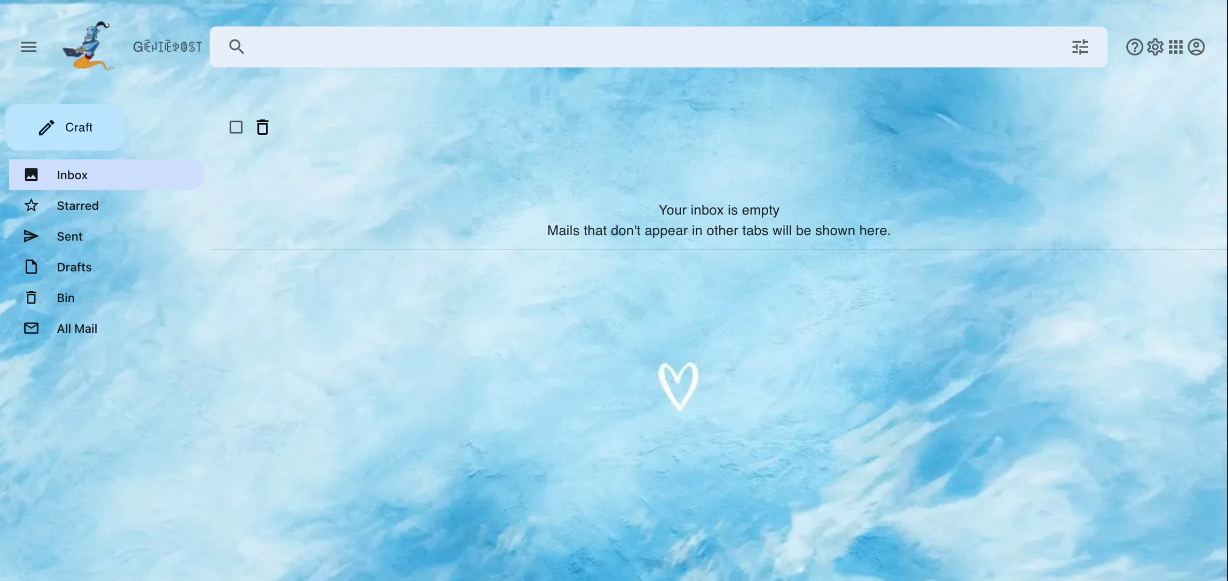 GENIEPOST
Craft
Inbox
Starred
Sent
Drafts
Bin
All Mail
Your inbox is empty
Mails that don't appear in other tabs will be shown here.